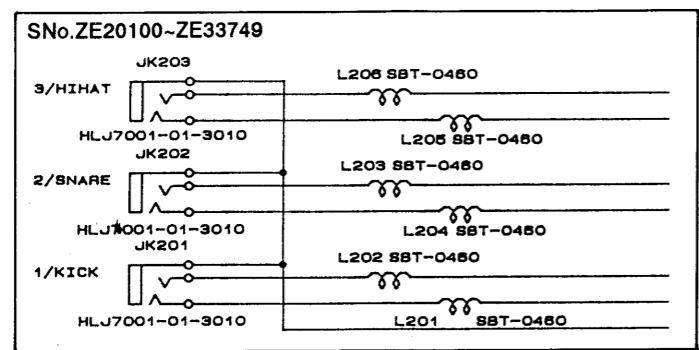 SNo.ZE20100~ZE33749
JK203
L206 SBT-0460
3/HIHAT
HLJ7001-01-3010
L205 SBT-0460
JK202
L203 SBT-0460
2/SNARE
HLJ7001-01-3010
L204 SBT-0460
JK201
L202 SBT-0460
1/KICK
HLJ7001-01-3010
L201 SBT-0460